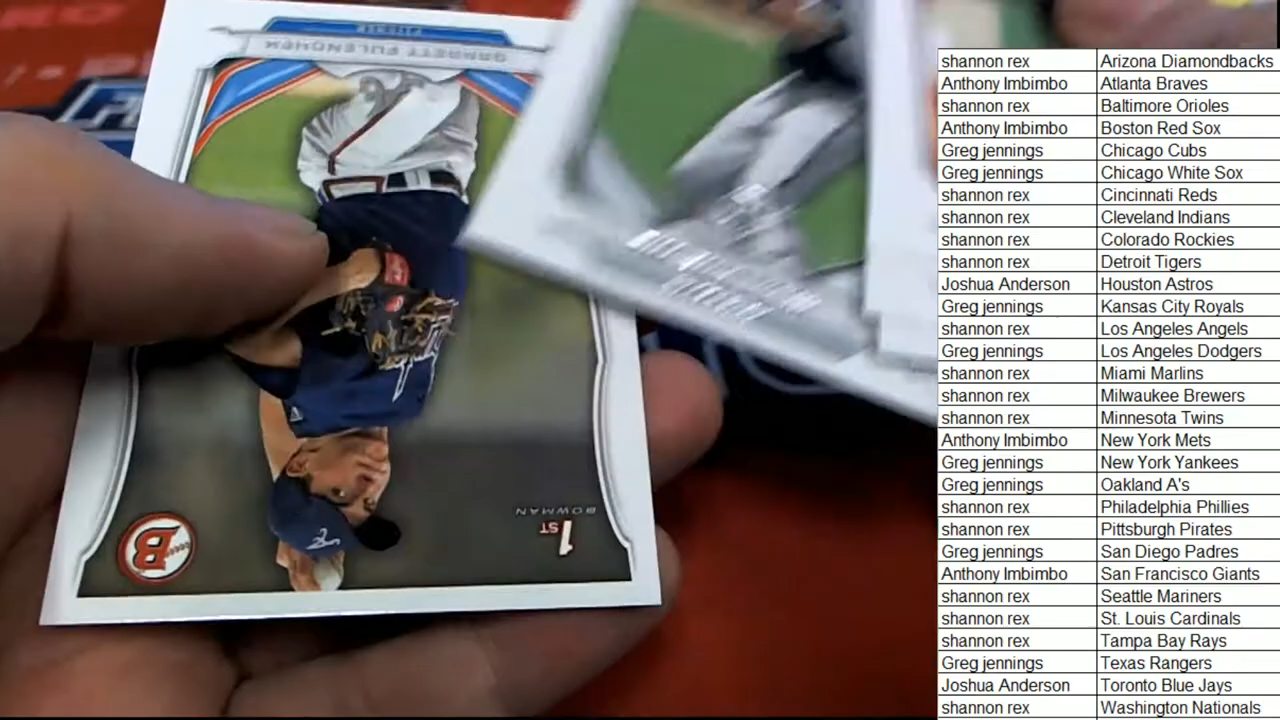 PITCHER
GARRETT FULENCHEK
1ST
BOWMAN
B
shannon rex Arizona Diamondbacks
Anthony Imbimbo Atlanta Braves
shannon rex Baltimore Orioles
Anthony Imbimbo Boston Red Sox
Greg jennings Chicago Cubs
Greg jennings Chicago White Sox
shannon rex Cincinnati Reds
shannon rex Cleveland Indians
shannon rex Colorado Rockies
shannon rex Detroit Tigers
Joshua Anderson Houston Astros
Greg jennings Kansas City Royals
shannon rex Los Angeles Angels
Greg jennings Los Angeles Dodgers
shannon rex Miami Marlins
shannon rex Milwaukee Brewers
shannon rex Minnesota Twins
Anthony Imbimbo New York Mets
Greg jennings New York Yankees
Greg jennings Oakland A's
shannon rex Philadelphia Phillies
shannon rex Pittsburgh Pirates
Greg jennings San Diego Padres
Anthony Imbimbo San Francisco Giants
shannon rex Seattle Mariners
shannon rex St. Louis Cardinals
shannon rex Tampa Bay Rays
Greg jennings Texas Rangers
Joshua Anderson Toronto Blue Jays
shannon rex Washington Nationals